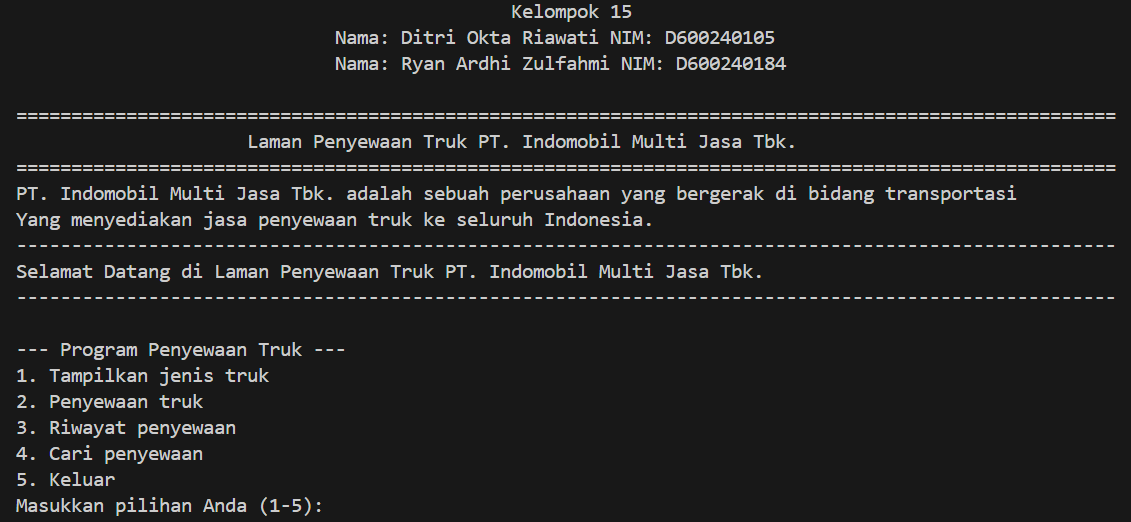 Kelompok 15
Nama: Ditri Okta Riawati NIM: D600240105
Nama: Ryan Ardhi Zulfahmi NIM: D600240184
====================================================================================================
Laman Penyewaan Truk PT. Indomobil Multi Jasa Tbk.
====================================================================================================
PT. Indomobil Multi Jasa Tbk. adalah sebuah perusahaan yang bergerak di bidang transportasi
Yang menyediakan jasa penyewaan truk ke seluruh Indonesia.
----------------------------------------------------------------------------------------------------
Selamat Datang di Laman Penyewaan Truk PT. Indomobil Multi Jasa Tbk.
----------------------------------------------------------------------------------------------------
--- Program Penyewaan Truk ---
1. Tampilkan jenis truk
2. Penyewaan truk
3. Riwayat penyewaan
4. Cari penyewaan
5. Keluar
Masukkan pilihan Anda (1-5):